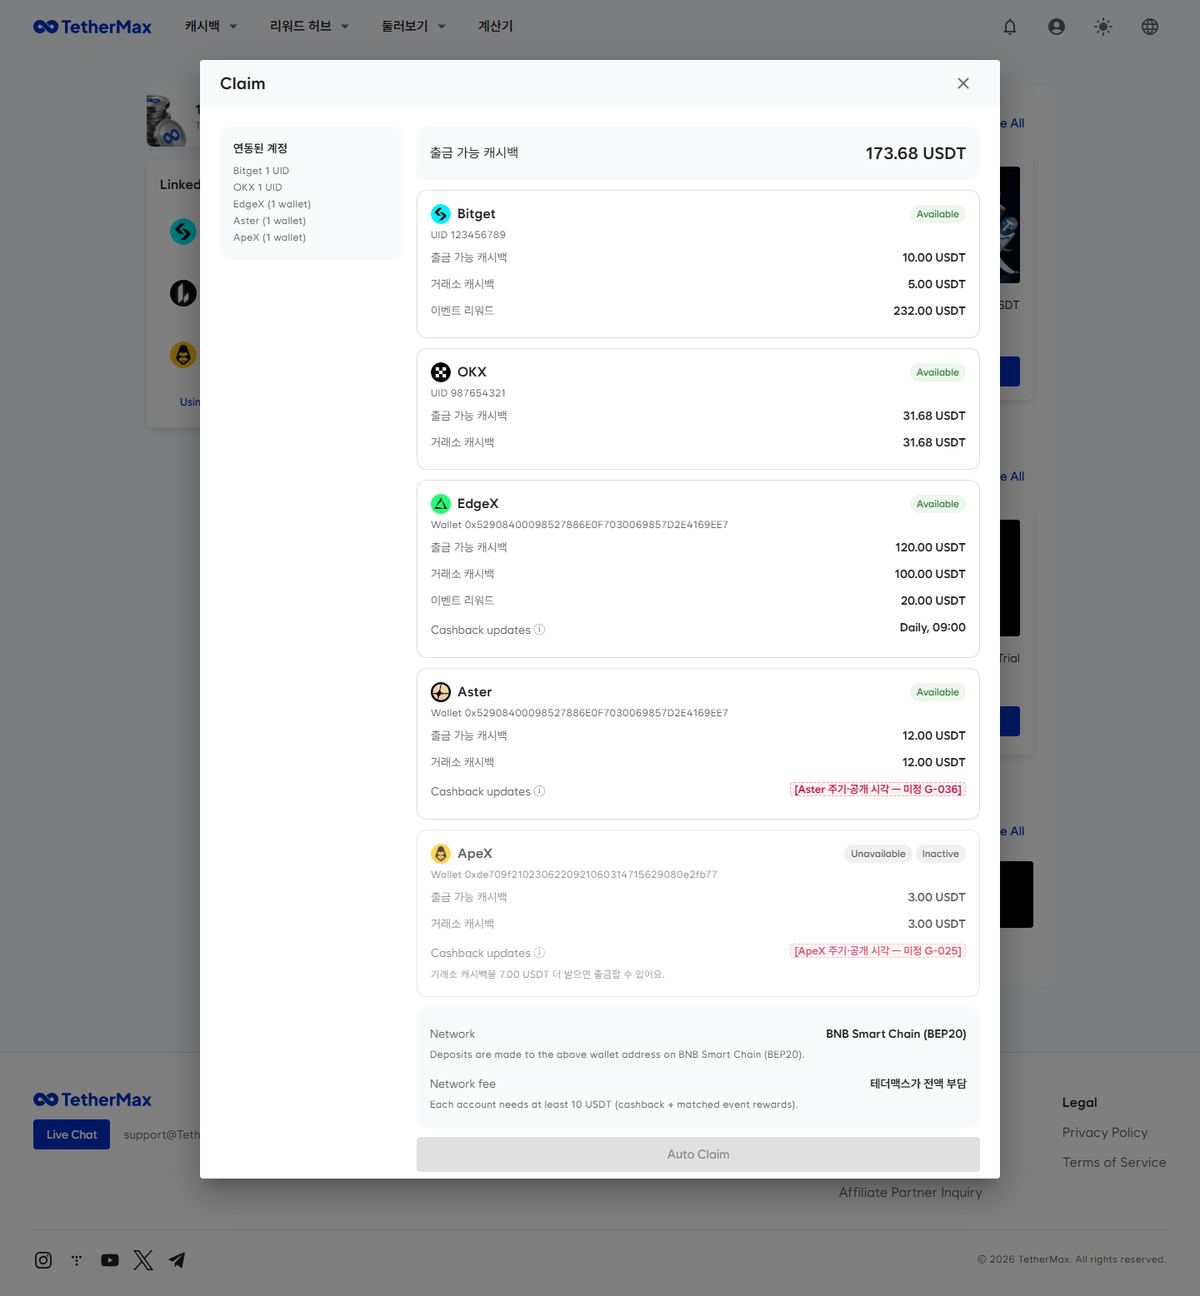 TetherMax
캐시백
리워드 허브
둘러보기
계산기
Claim
연동된 계정
Bitget 1 UID
OKX 1 UID
EdgeX (1 wallet)
Aster (1 wallet)
ApeX (1 wallet)
출금 가능 캐시백
173.68 USDT
Bitget
Available
UID 123456789
출금 가능 캐시백
10.00 USDT
거래소 캐시백
5.00 USDT
이벤트 리워드
232.00 USDT
OKX
Available
UID 987654321
출금 가능 캐시백
31.68 USDT
거래소 캐시백
31.68 USDT
EdgeX
Available
Wallet 0x52908400098527886E0F7030069857D2E4169EE7
출금 가능 캐시백
120.00 USDT
거래소 캐시백
100.00 USDT
이벤트 리워드
20.00 USDT
Cashback updates ⓘ
Daily, 09:00
Aster
Available
Wallet 0x52908400098527886E0F7030069857D2E4169EE7
출금 가능 캐시백
12.00 USDT
거래소 캐시백
12.00 USDT
Cashback updates ⓘ
[Aster 주기·공개 시각 — 미정 G-036]
ApeX
Unavailable
Inactive
Wallet 0xde709f2102306220921060314715629080e2fb77
출금 가능 캐시백
3.00 USDT
거래소 캐시백
3.00 USDT
Cashback updates ⓘ
[ApeX 주기·공개 시각 — 미정 G-025]
거래소 캐시백을 7.00 USDT 더 받으면 출금할 수 있어요.
Network
BNB Smart Chain (BEP20)
Deposits are made to the above wallet address on BNB Smart Chain (BEP20).
Network fee
테더맥스가 전액 부담
Each account needs at least 10 USDT (cashback + matched event rewards).
Auto Claim
Linked
e All
SDT
e All
Trial
e All
TetherMax
Live Chat
support@Teth
Legal
Privacy Policy
Terms of Service
Affiliate Partner Inquiry
© 2026 TetherMax. All rights reserved.